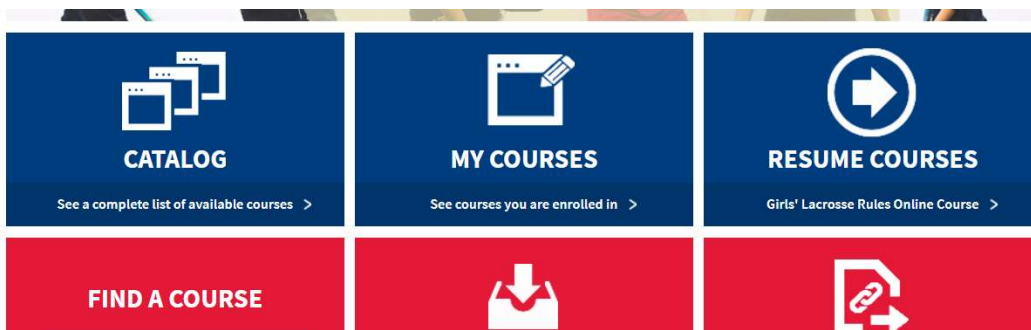 CATALOG
MY COURSES
RESUME COURSES
See a complete list of available courses >
See courses you are enrolled in >
Girls' Lacrosse Rules Online Course >
FIND A COURSE